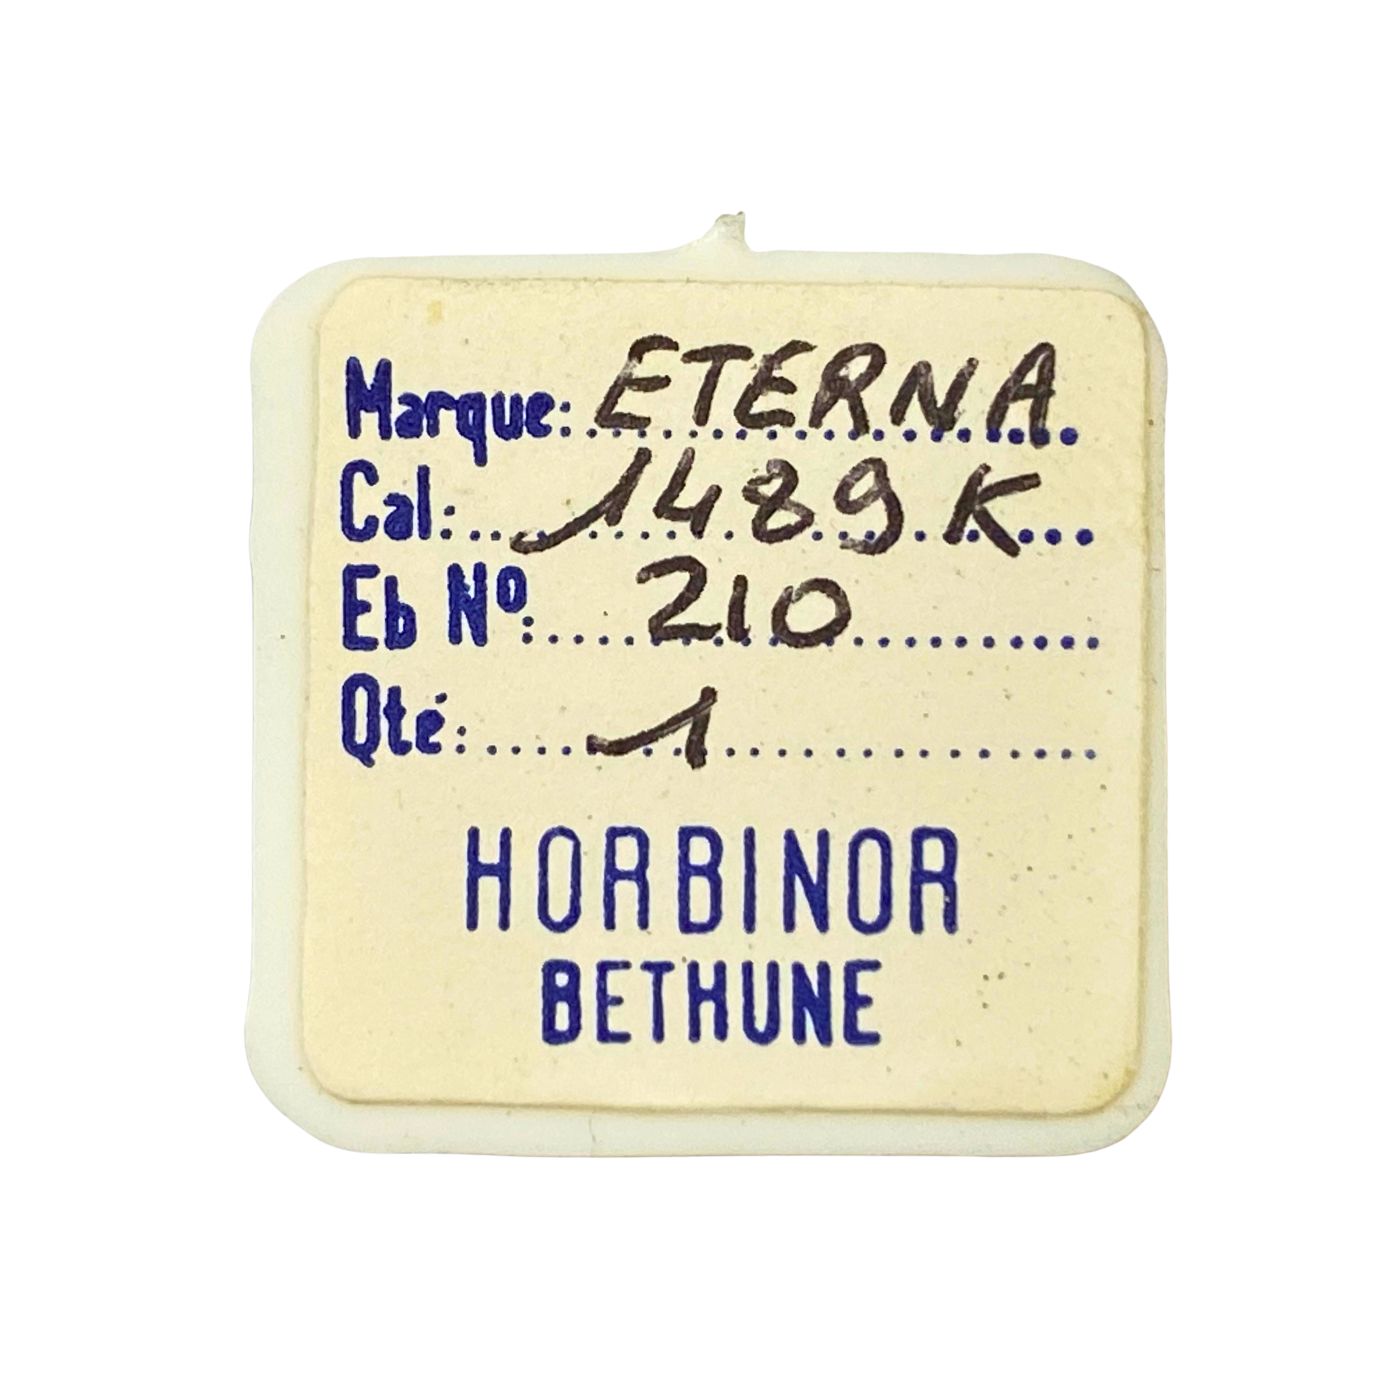 Marque: ETERNA
Cal: 1489 K
Eb Nº: 210
Qté: 1
HORBINOR
BETHUNE